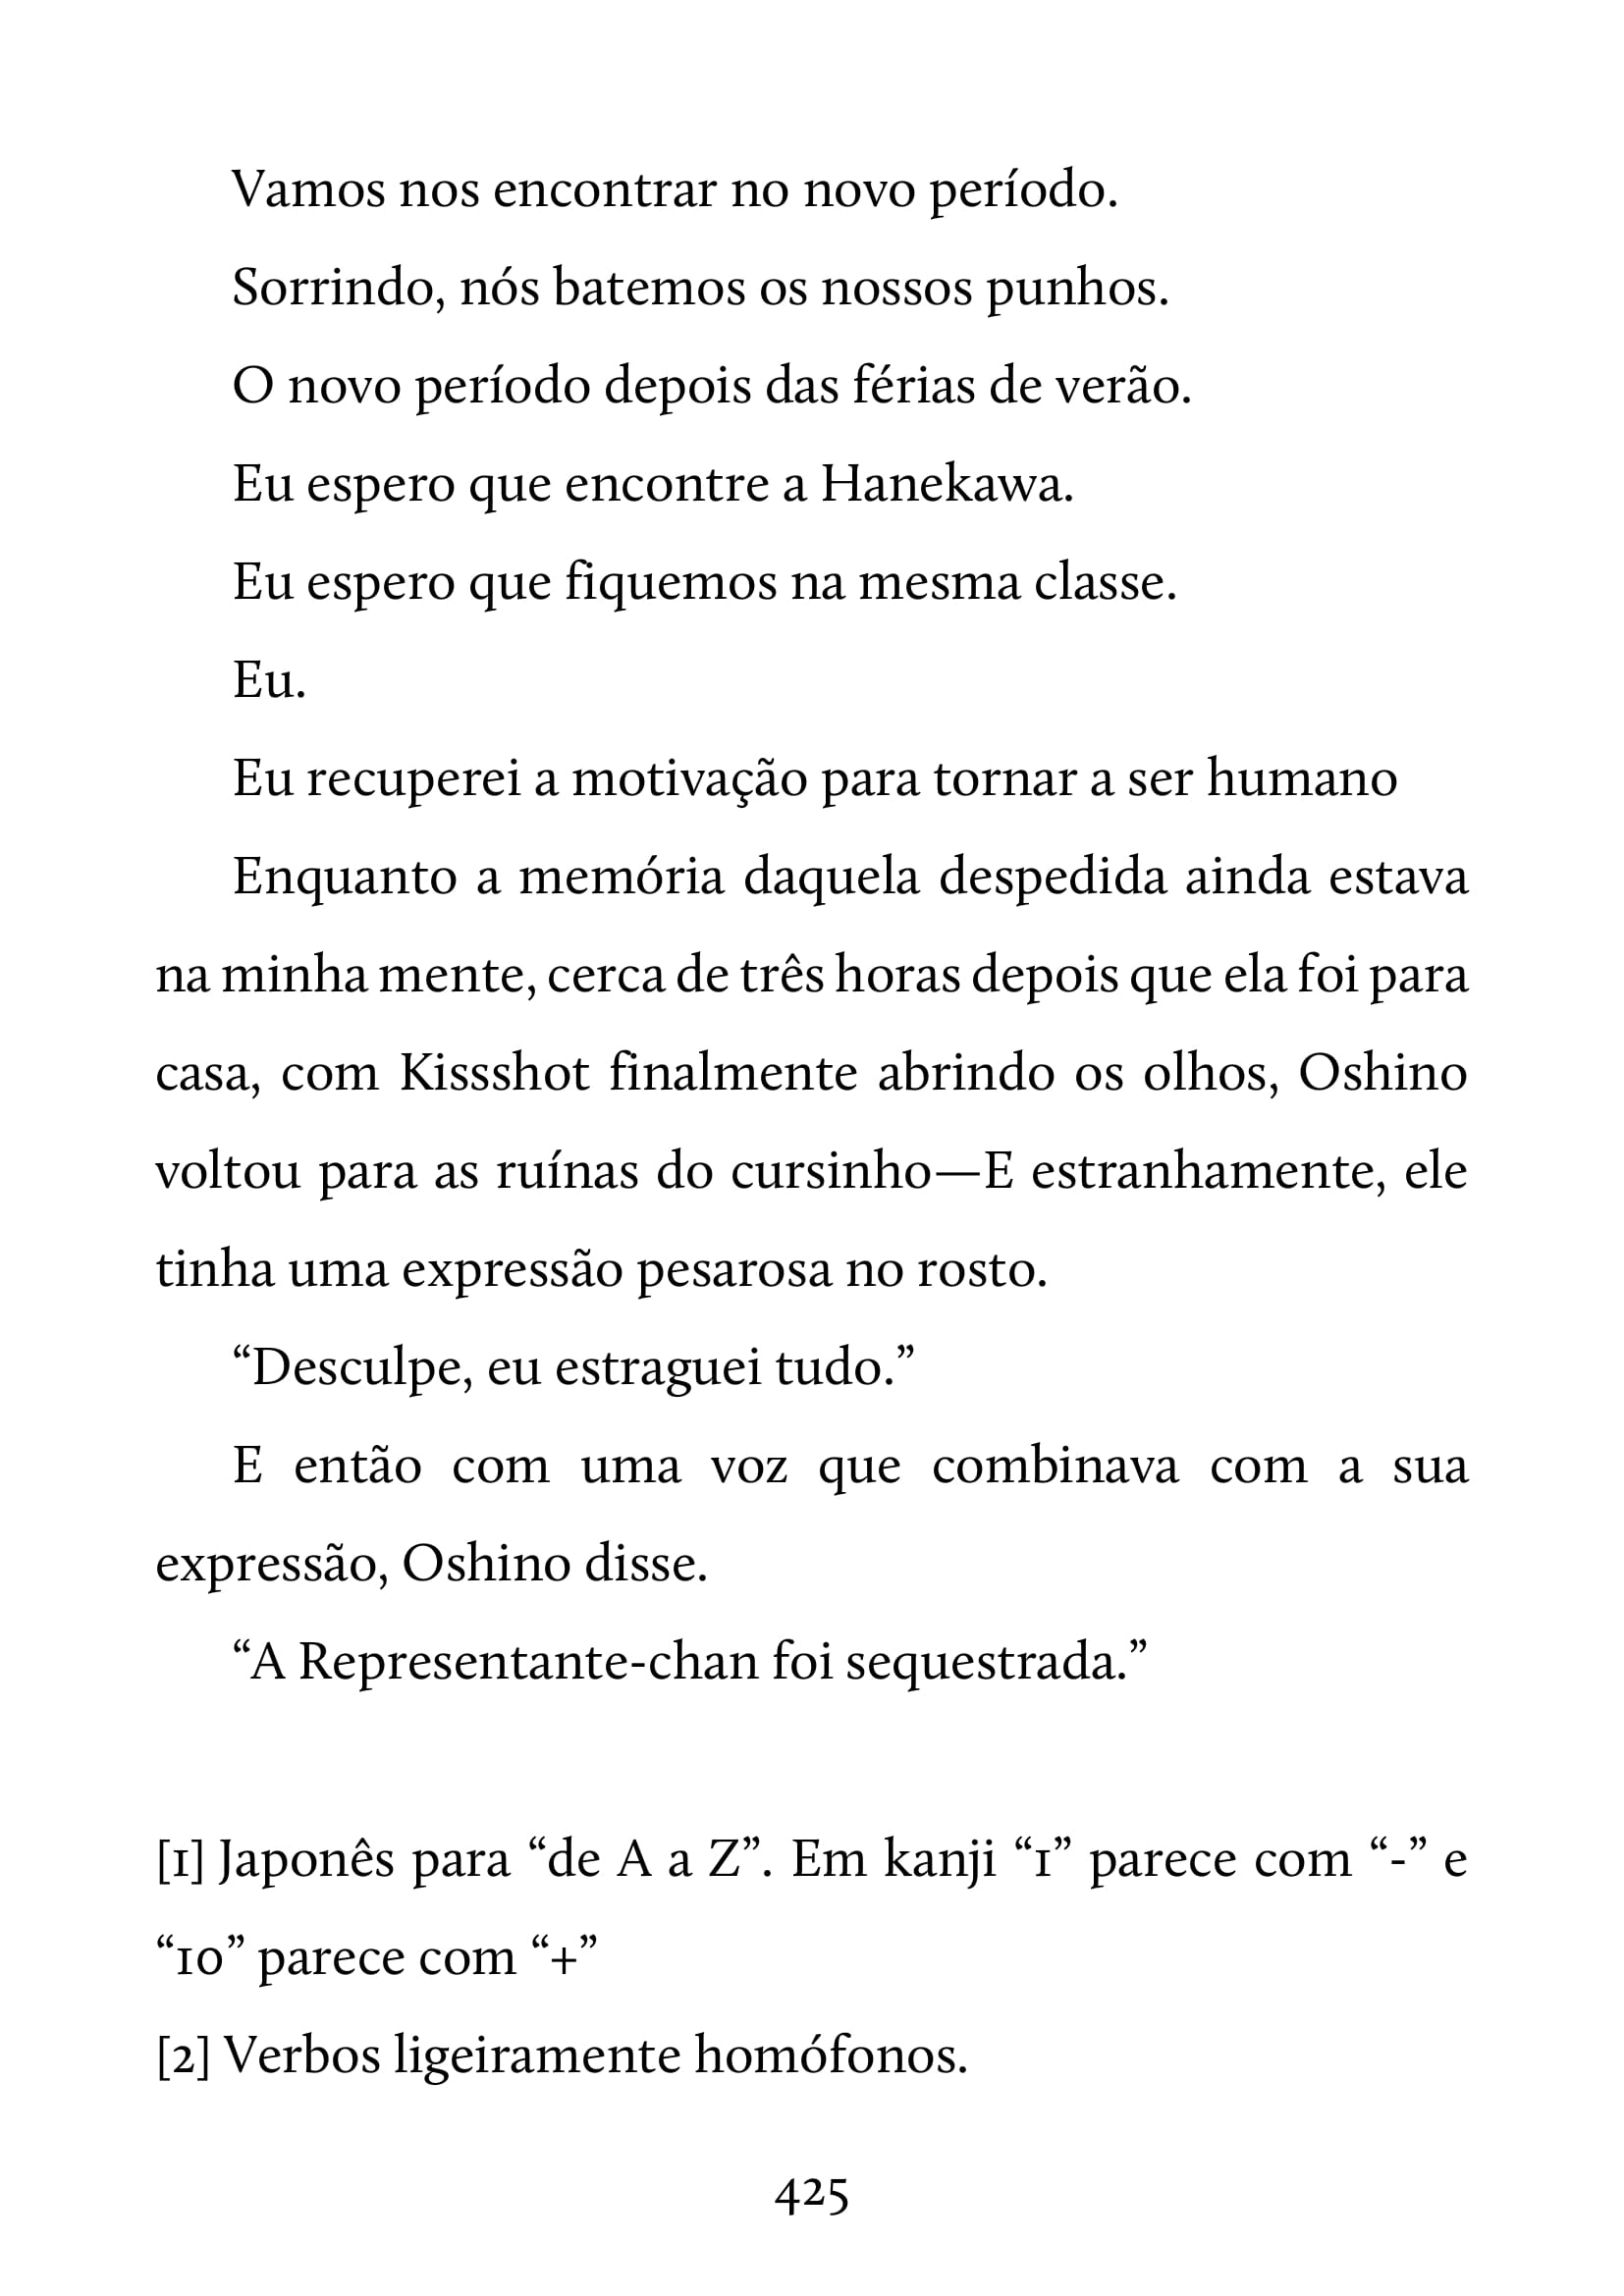 Vamos nos encontrar no novo período.
Sorrindo, nós batemos os nossos punhos.
O novo período depois das férias de verão.
Eu espero que encontre a Hanekawa.
Eu espero que fiquemos na mesma classe.
Eu.
Eu recuperei a motivação para tornar a ser humano
Enquanto a memória daquela despedida ainda estava
na minha mente, cerca de três horas depois que ela foi para
casa, com Kissshot finalmente abrindo os olhos, Oshino
voltou para as ruínas do cursinho—E estranhamente, ele
tinha uma expressão pesarosa no rosto.
“Desculpe, eu estraguei tudo.”
E então com uma voz que combinava com a sua
expressão, Oshino disse.
“A Representante-chan foi sequestrada.”
[1] Japonês para “de A a Z”. Em kanji “1” parece com “-” e
“10” parece com “+”
[2] Verbos ligeiramente homófonos.
425